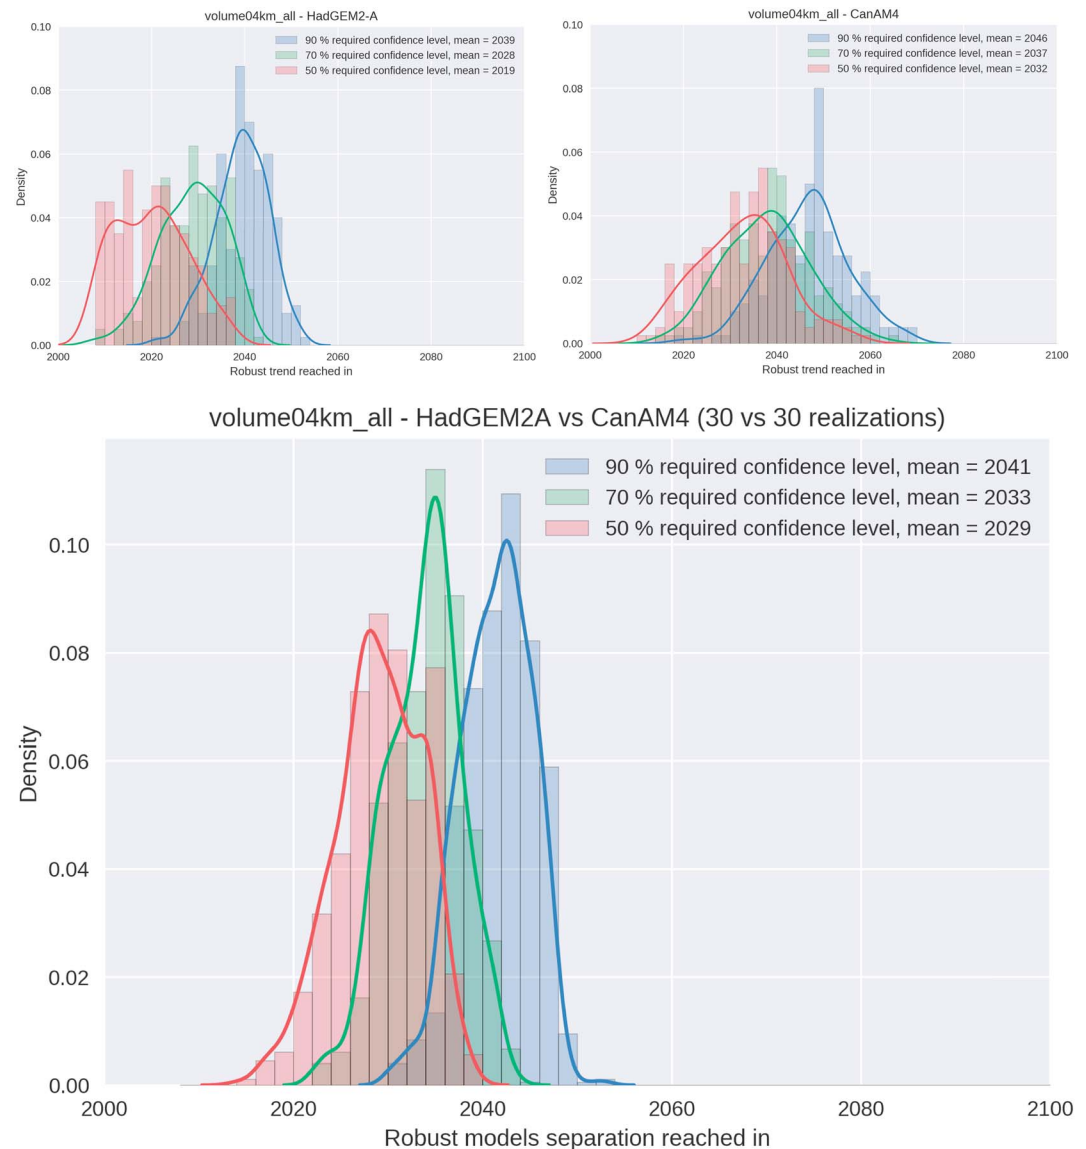 volume04km_all - HadGEM2-A
90 % required confidence level, mean = 2039
70 % required confidence level, mean = 2028
50 % required confidence level, mean = 2019
0.10
0.08
0.06
0.04
0.02
0.00
Density
2000 2020 2040 2060 2080 2100
Robust trend reached in
volume04km_all - CanAM4
90 % required confidence level, mean = 2046
70 % required confidence level, mean = 2037
50 % required confidence level, mean = 2032
0.10
0.08
0.06
0.04
0.02
0.00
Density
2000 2020 2040 2060 2080 2100
Robust trend reached in
volume04km_all - HadGEM2A vs CanAM4 (30 vs 30 realizations)
90 % required confidence level, mean = 2041
70 % required confidence level, mean = 2033
50 % required confidence level, mean = 2029
0.10
0.08
0.06
0.04
0.02
0.00
Density
2000 2020 2040 2060 2080 2100
Robust models separation reached in